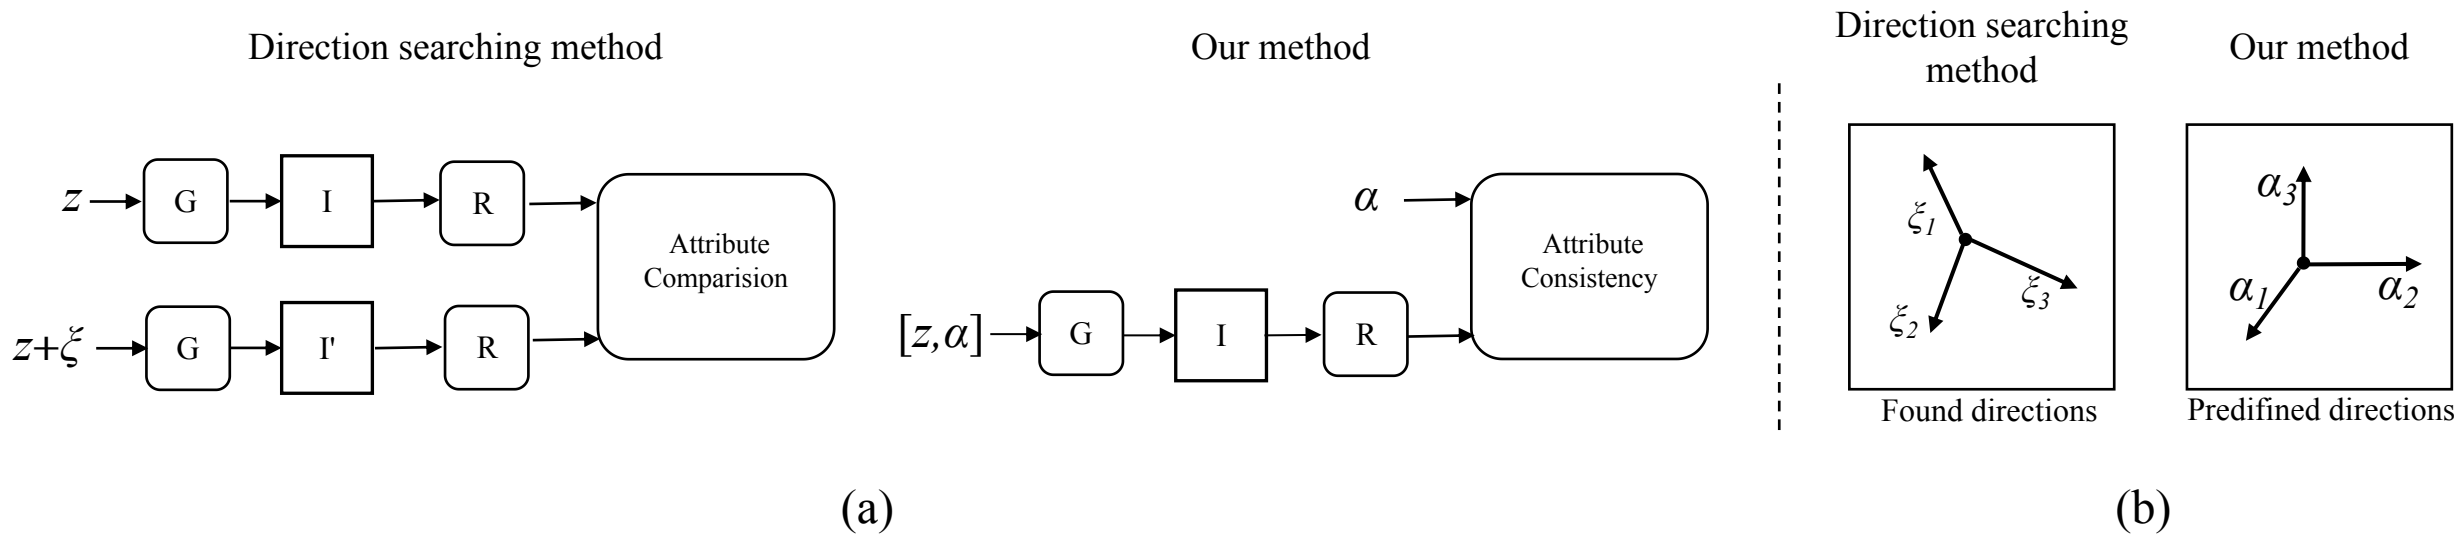 Direction searching method
Our method
Direction searching
method
Our method
z
G
I
R
Attribute
Comparision
z+ξ
G
I'
R
α
Attribute
Consistency
[z,α]
G
I
R
ξ1
ξ2
ξ3
Found directions
α3
α1
α2
Predifined directions
(a)
(b)